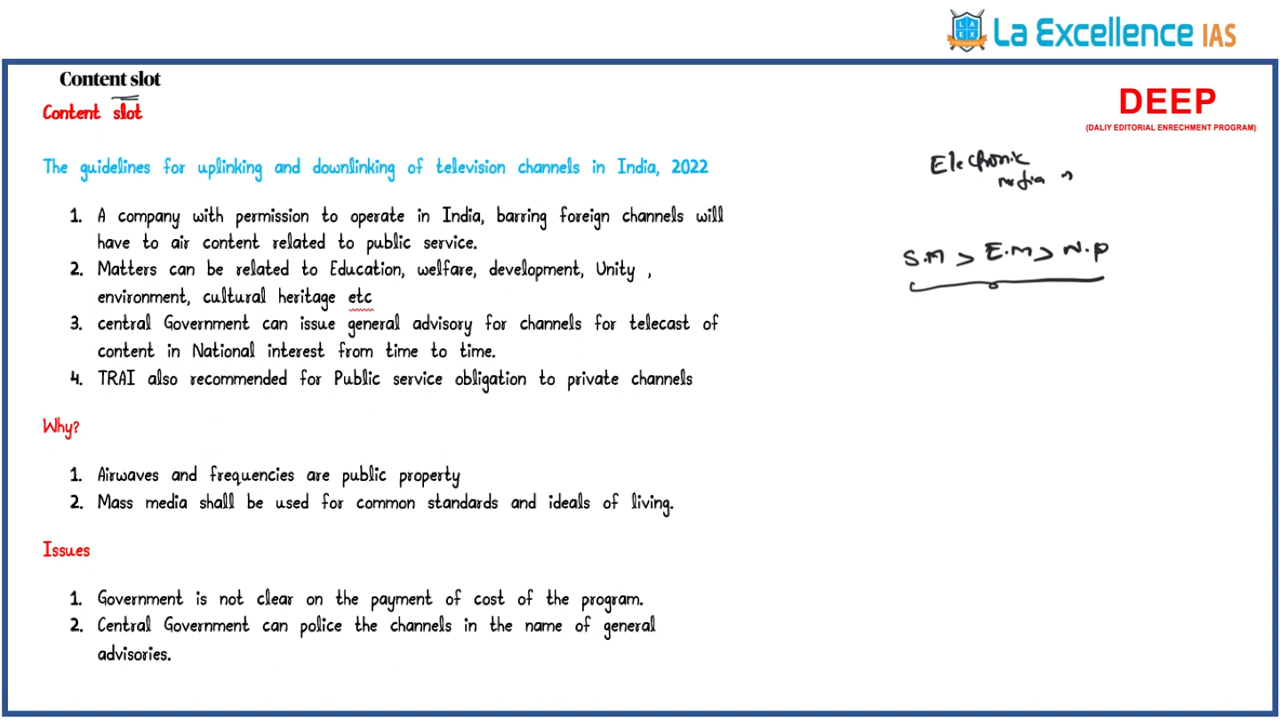 La Excellence IAS
Content slot
Content slot
DEEP
(DALIY EDITORIAL ENRECHMENT PROGRAM)
The guidelines for uplinking and downlinking of television channels in India, 2022
1. A company with permission to operate in India, barring foreign channels will
have to air content related to public service.
2. Matters can be related to Education, welfare, development, Unity ,
environment, cultural heritage etc
3. central Government can issue general advisory for channels for telecast of
content in National interest from time to time.
4. TRAI also recommended for Public service obligation to private channels
Why?
1. Airwaves and frequencies are public property
2. Mass media shall be used for common standards and ideals of living.
Issues
1. Government is not clear on the payment of cost of the program.
2. Central Government can police the channels in the name of general
advisories.
Electronic
media
S.M > E.M > N.P